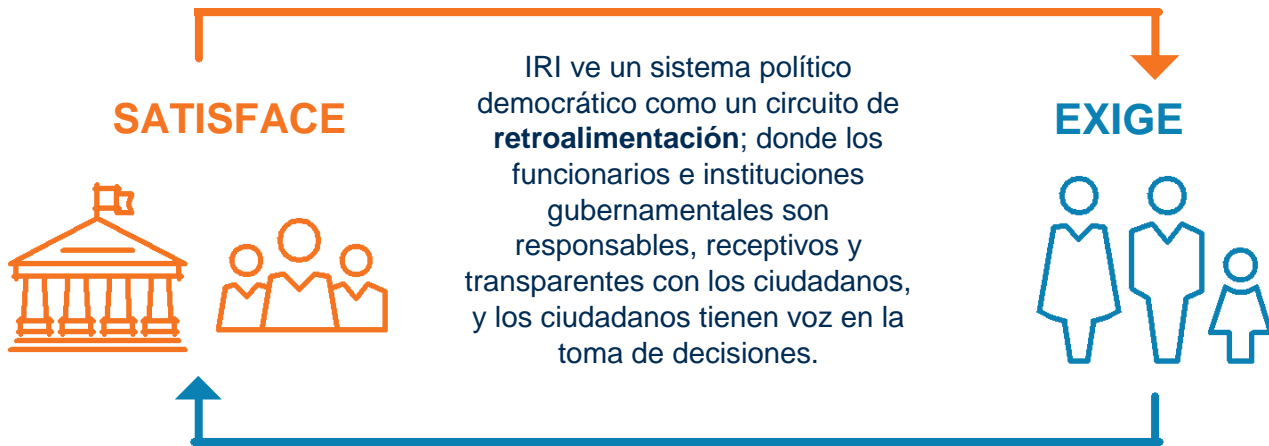 SATISFACE
IRI ve un sistema político
democrático como un circuito de
retroalimentación; donde los
funcionarios e instituciones
gubernamentales son
responsables, receptivos y
transparentes con los ciudadanos,
y los ciudadanos tienen voz en la
toma de decisiones.
EXIGE